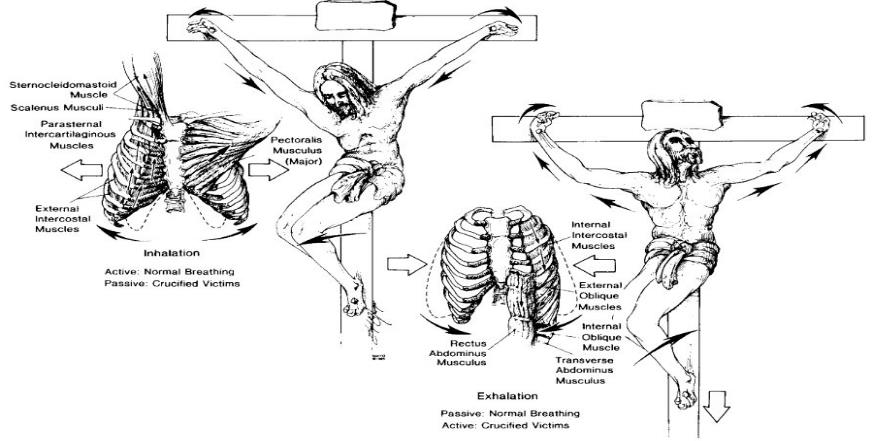 Sternocleidomastoid
Muscle
Scalenus Musculi
Parasternal
Intercartilaginous
Muscles
Pectoralis
Musculus
(Major)
External
Intercostal
Muscles
Inhalation
Active: Normal Breathing
Passive: Crucified Victims
Internal
Intercostal
Muscles
External
Oblique
Muscles
Internal
Oblique
Muscle
Transverse
Abdominus
Musculus
Rectus
Abdominus
Musculus
Exhalation
Passive: Normal Breathing
Active: Crucified Victims